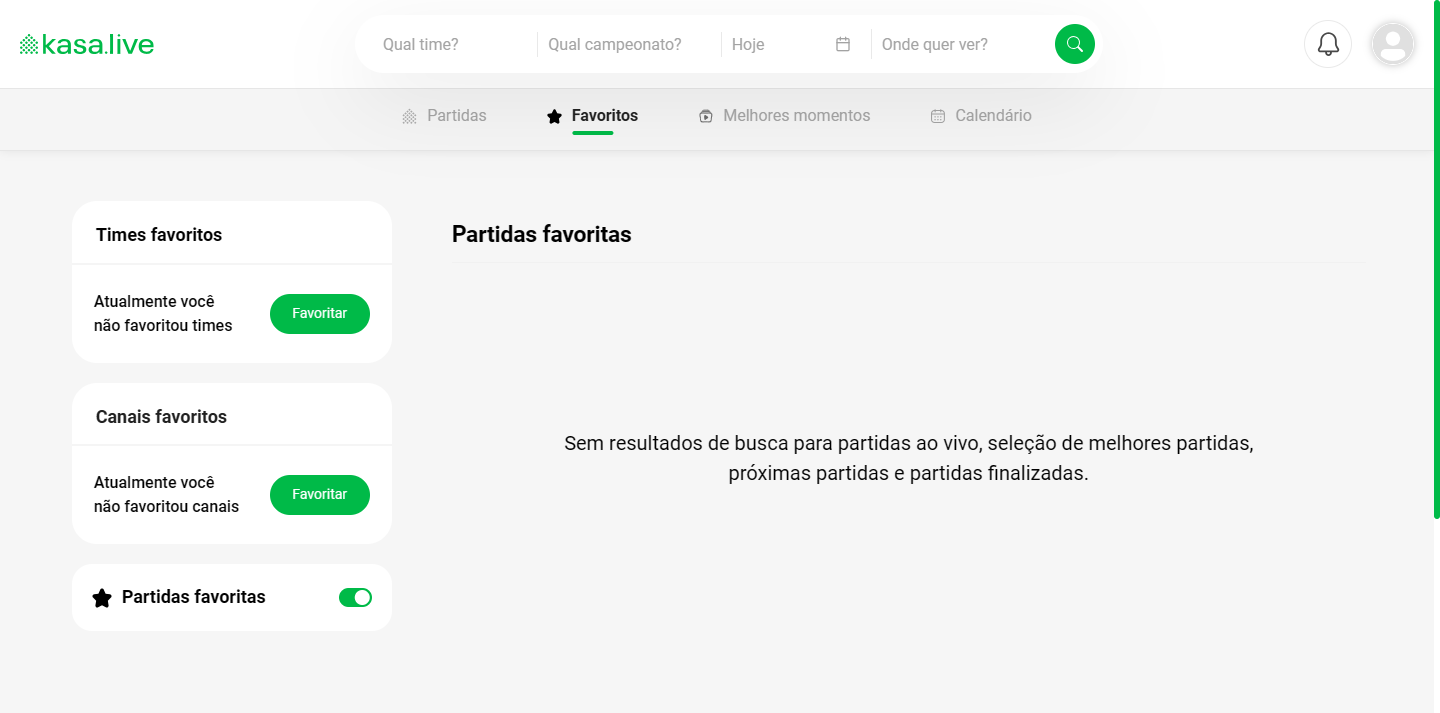 kasa.live
Qual time?
Qual campeonato?
Hoje
Onde quer ver?
Partidas
Favoritos
Melhores momentos
Calendário
Times favoritos
Atualmente você
não favoritou times
Favoritar
Canais favoritos
Atualmente você
não favoritou canais
Favoritar
Partidas favoritas
Partidas favoritas
Sem resultados de busca para partidas ao vivo, seleção de melhores partidas,
próximas partidas e partidas finalizadas.